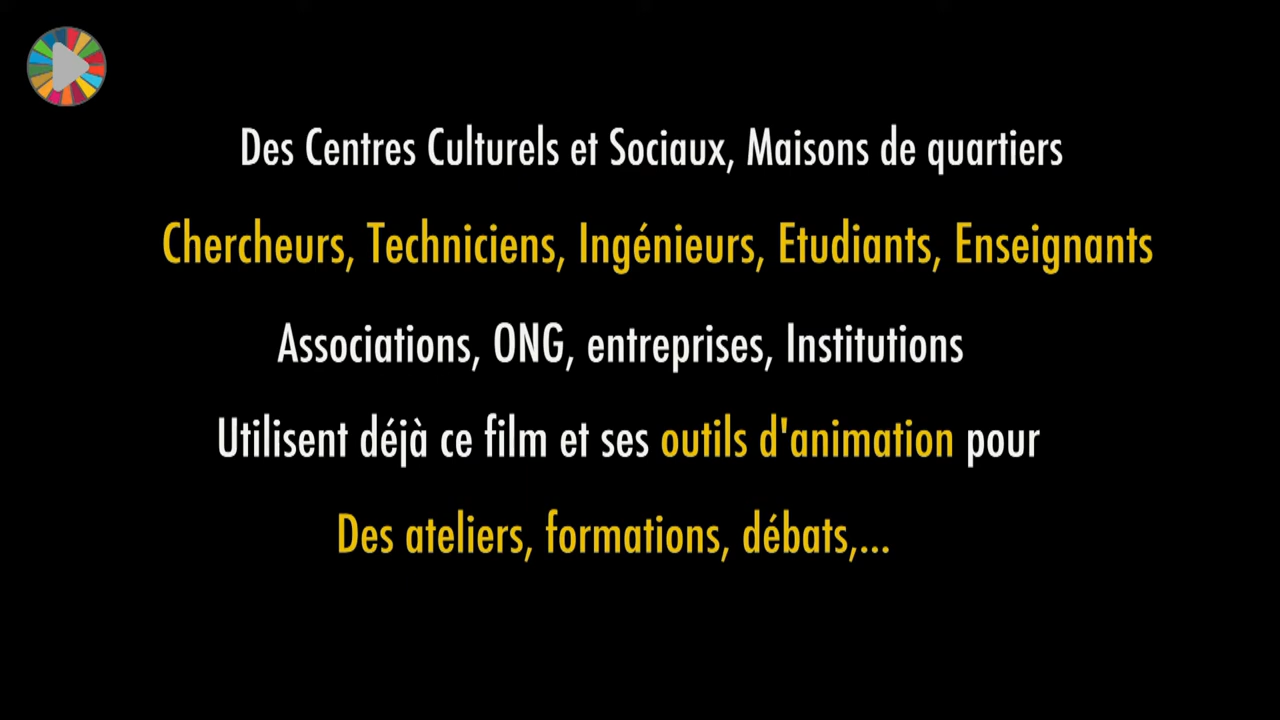 Des Centres Culturels et Sociaux, Maisons de quartiers
Chercheurs, Techniciens, Ingénieurs, Etudiants, Enseignants
Associations, ONG, entreprises, Institutions
Utilisent déjà ce film et ses outils d'animation pour
Des ateliers, formations, débats,...